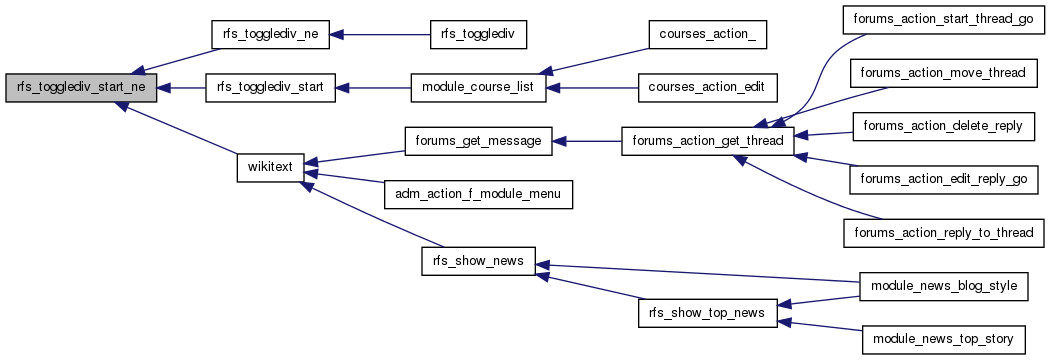 rfs_togglediv_start_ne
rfs_togglediv_ne
rfs_togglediv
rfs_togglediv_start
module_course_list
courses_action_
courses_action_edit
wikitext
forums_get_message
forums_action_get_thread
forums_action_start_thread_go
forums_action_move_thread
forums_action_delete_reply
forums_action_edit_reply_go
forums_action_reply_to_thread
adm_action_f_module_menu
rfs_show_news
module_news_blog_style
rfs_show_top_news
module_news_top_story